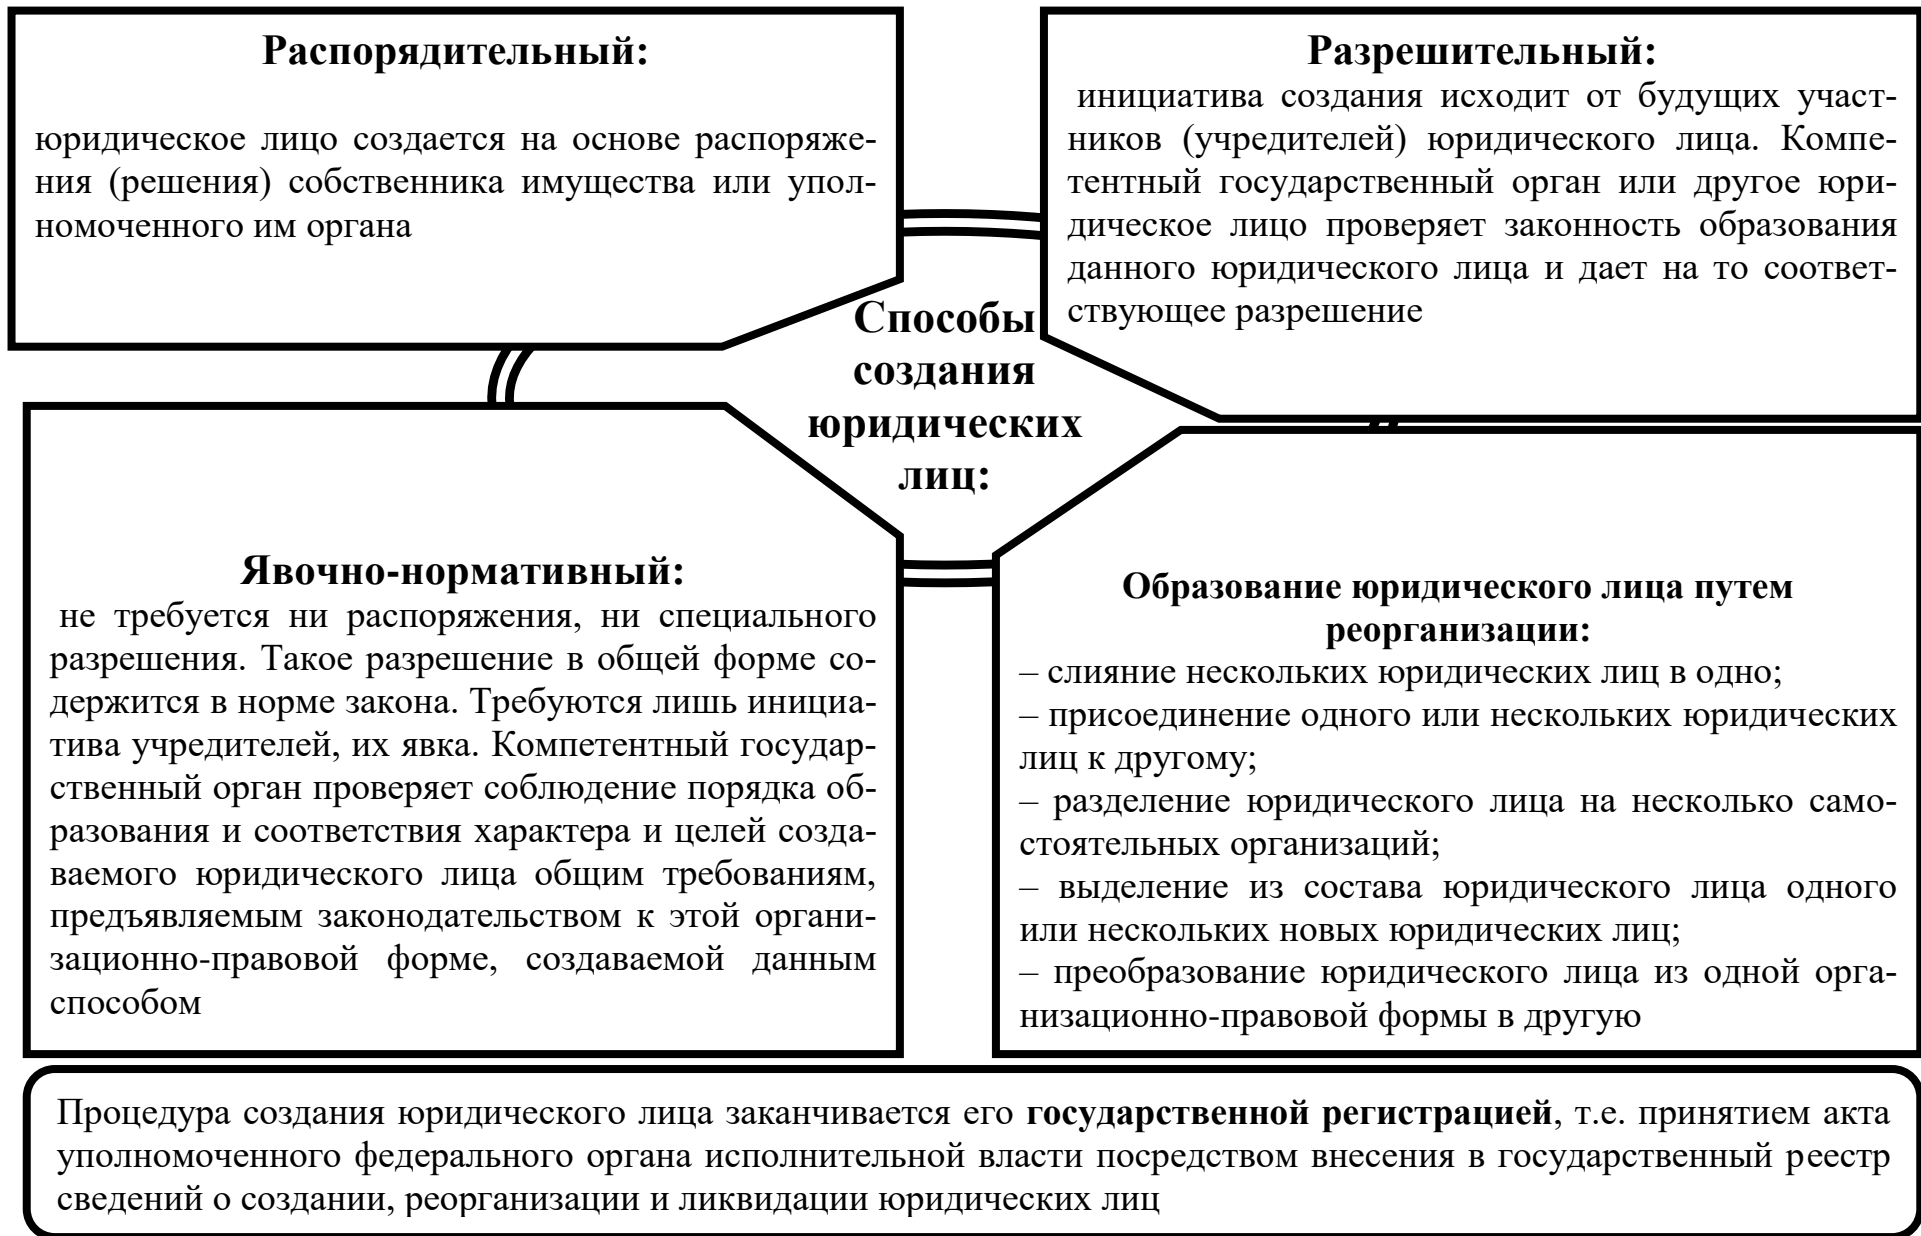 Распорядительный:
юридическое лицо создается на основе распоряже-
ния (решения) собственника имущества или упол-
номоченного им органа
Разрешительный:
инициатива создания исходит от будущих участ-
ников (учредителей) юридического лица. Компе-
тентный государственный орган или другое юри-
дическое лицо проверяет законность образования
данного юридического лица и дает на то соответ-
ствующее разрешение
Способы
создания
юридических
лиц:
Явочно-нормативный:
не требуется ни распоряжения, ни специального
разрешения. Такое разрешение в общей форме со-
держится в норме закона. Требуются лишь инициа-
тива учредителей, их явка. Компетентный государ-
ственный орган проверяет соблюдение порядка об-
разования и соответствия характера и целей созда-
ваемого юридического лица общим требованиям,
предъявляемым законодательством к этой органи-
зационно-правовой форме, создаваемой данным
способом
Образование юридического лица путем
реорганизации:
– слияние нескольких юридических лиц в одно;
– присоединение одного или нескольких юридических
лиц к другому;
– разделение юридического лица на несколько само-
стоятельных организаций;
– выделение из состава юридического лица одного
или нескольких новых юридических лиц;
– преобразование юридического лица из одной орга-
низационно-правовой формы в другую
Процедура создания юридического лица заканчивается его государственной регистрацией, т.е. принятием акта
уполномоченного федерального органа исполнительной власти посредством внесения в государственный реестр
сведений о создании, реорганизации и ликвидации юридических лиц